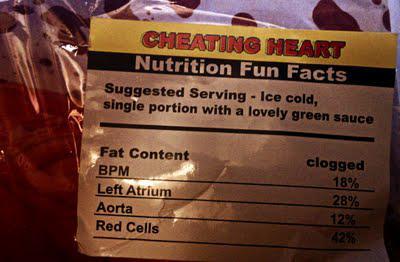 CHEATING HEART
Nutrition Fun Facts
Suggested Serving - Ice cold,
single portion with a lovely green sauce
Fat Content clogged
BPM 18%
Left Atrium 28%
Aorta 12%
Red Cells 42%